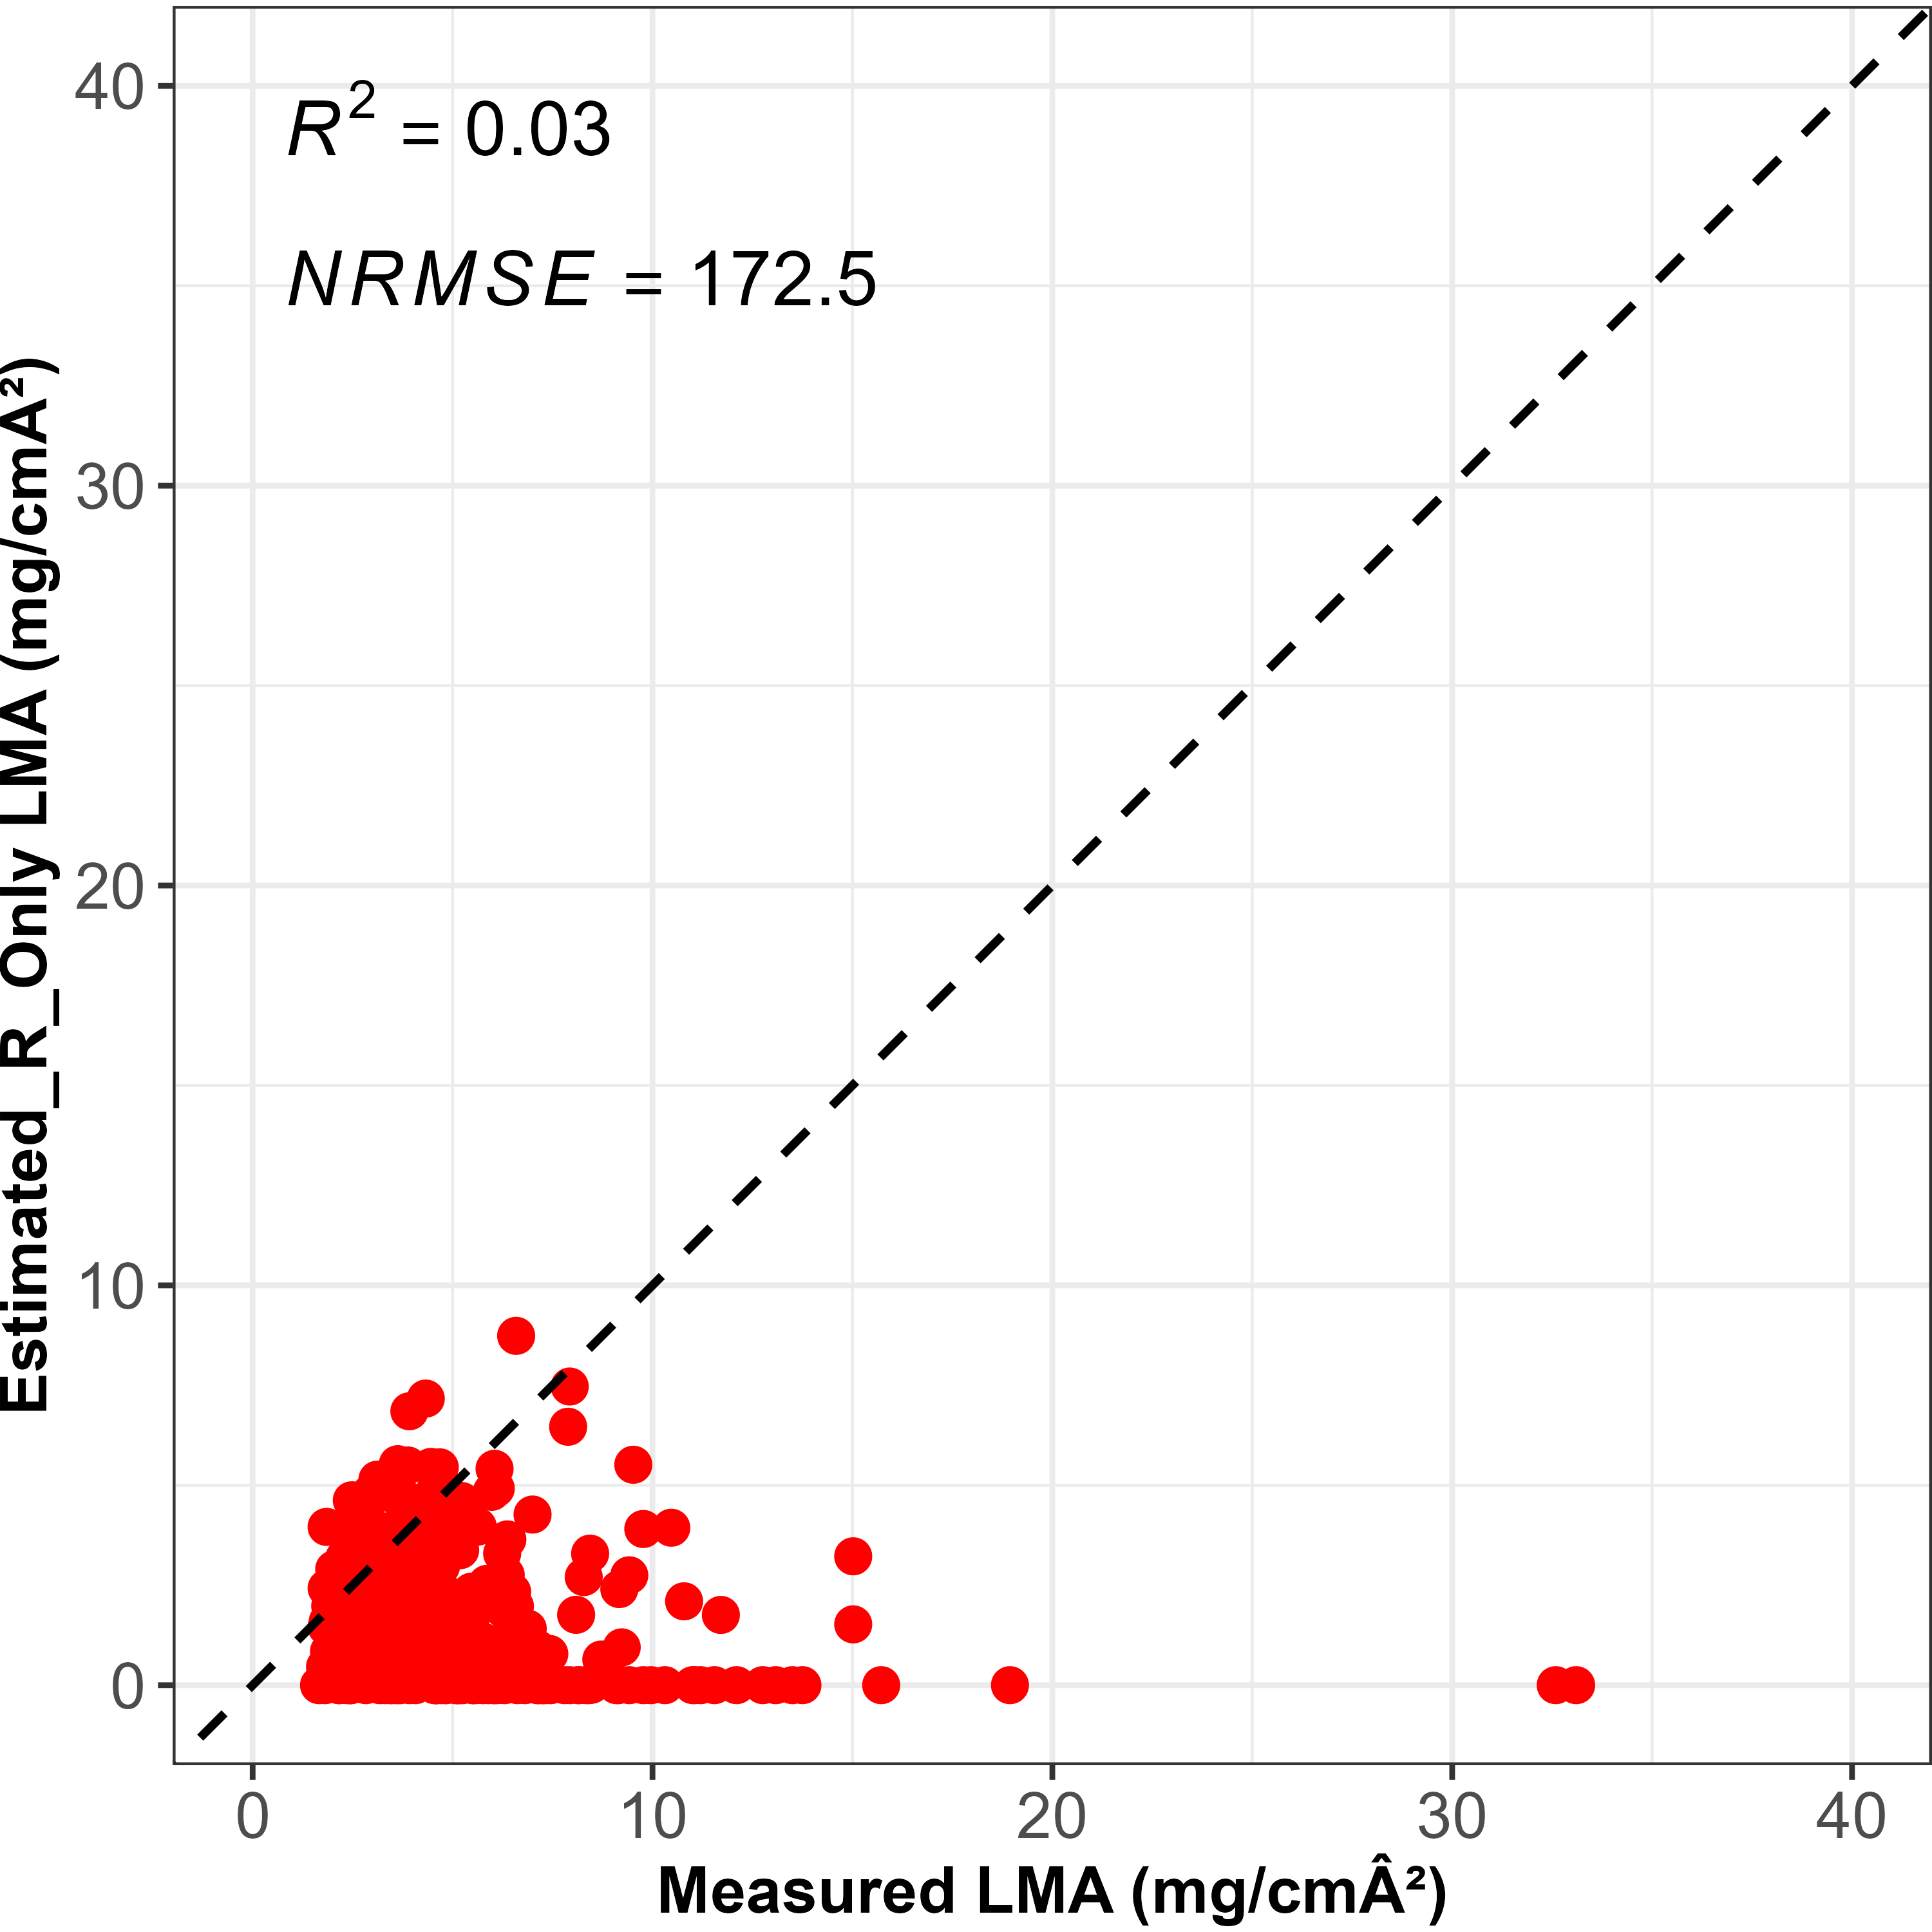 R² = 0.03
NRMSE = 172.5
Estimated_R_Only LMA (mg/cmÂ²)
40
30
20
10
0
0 10 20 30 40
Measured LMA (mg/cmÂ²)